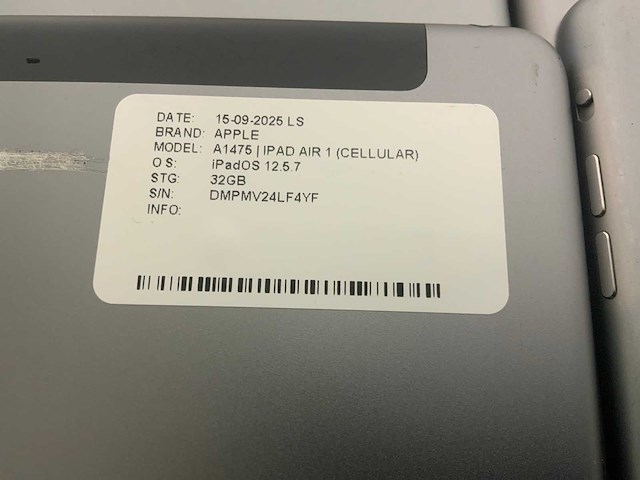 DATE: 15-09-2025 LS
BRAND: APPLE
MODEL: A1475 | IPAD AIR 1 (CELLULAR)
O S: iPadOS 12.5.7
STG: 32GB
S/N: DMPMV24LF4YF
INFO: